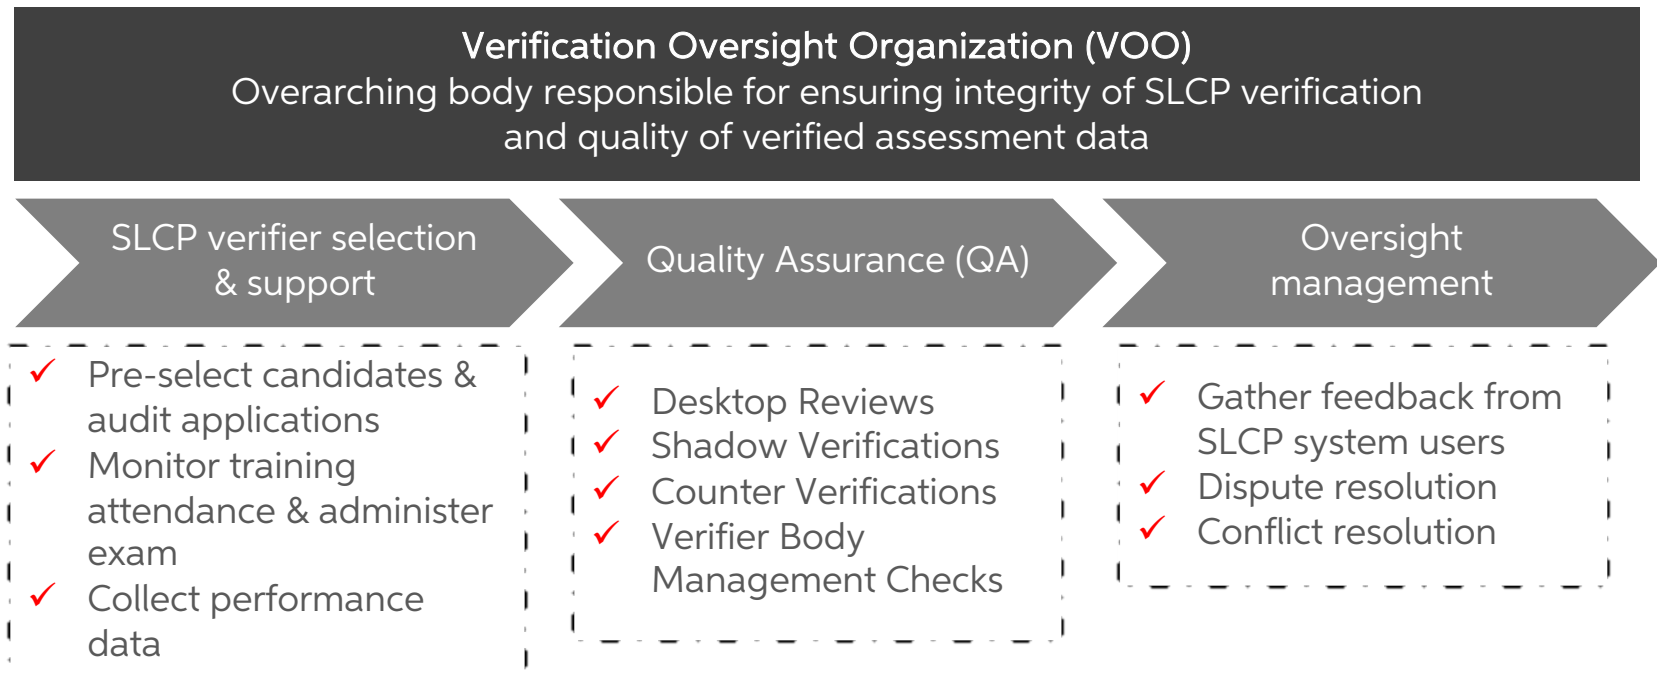 Verification Oversight Organization (VOO)
Overarching body responsible for ensuring integrity of SLCP verification
and quality of verified assessment data
SLCP verifier selection
& support
Quality Assurance (QA)
Oversight
management
Pre-select candidates &
audit applications
Monitor training
attendance & administer
exam
Collect performance
data
Desktop Reviews
Shadow Verifications
Counter Verifications
Verifier Body
Management Checks
Gather feedback from
SLCP system users
Dispute resolution
Conflict resolution